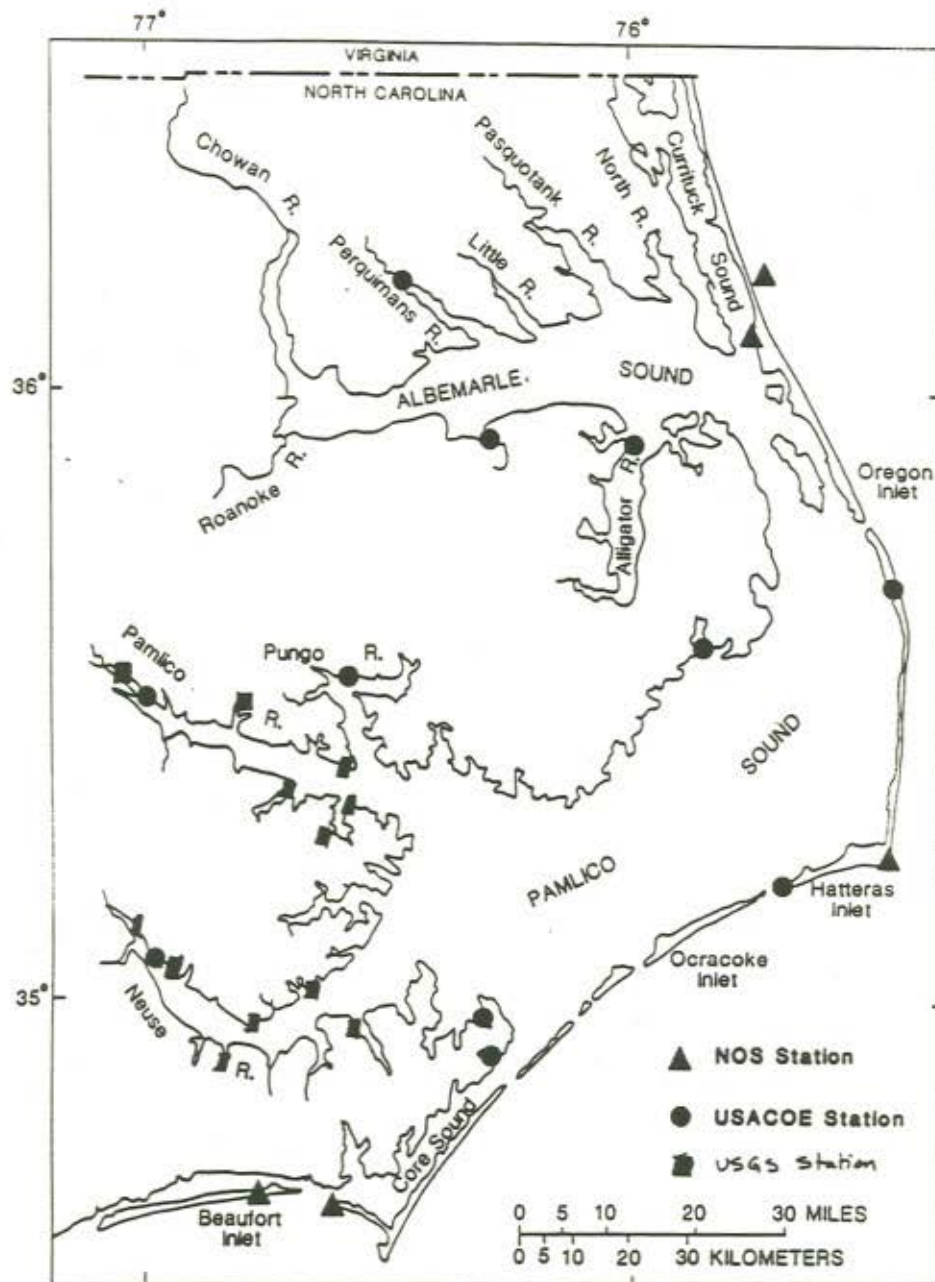 77°
76°
VIRGINIA
NORTH CAROLINA
Chowan R.
Pasquotank R.
North R.
Currituck Sound
Perquimans R.
Little R.
36°
ALBEMARLE. SOUND
Roanoke R.
Alligator R.
Oregon
Inlet
Pamlico R.
Pungo R.
PAMLICO SOUND
Hatteras
Inlet
Ocracoke
Inlet
35°
Neuse R.
Core Sound
Beaufort
Inlet
NOS Station
USACOE Station
USGS Station
0 5 10 20 30 MILES
0 5 10 20 30 KILOMETERS